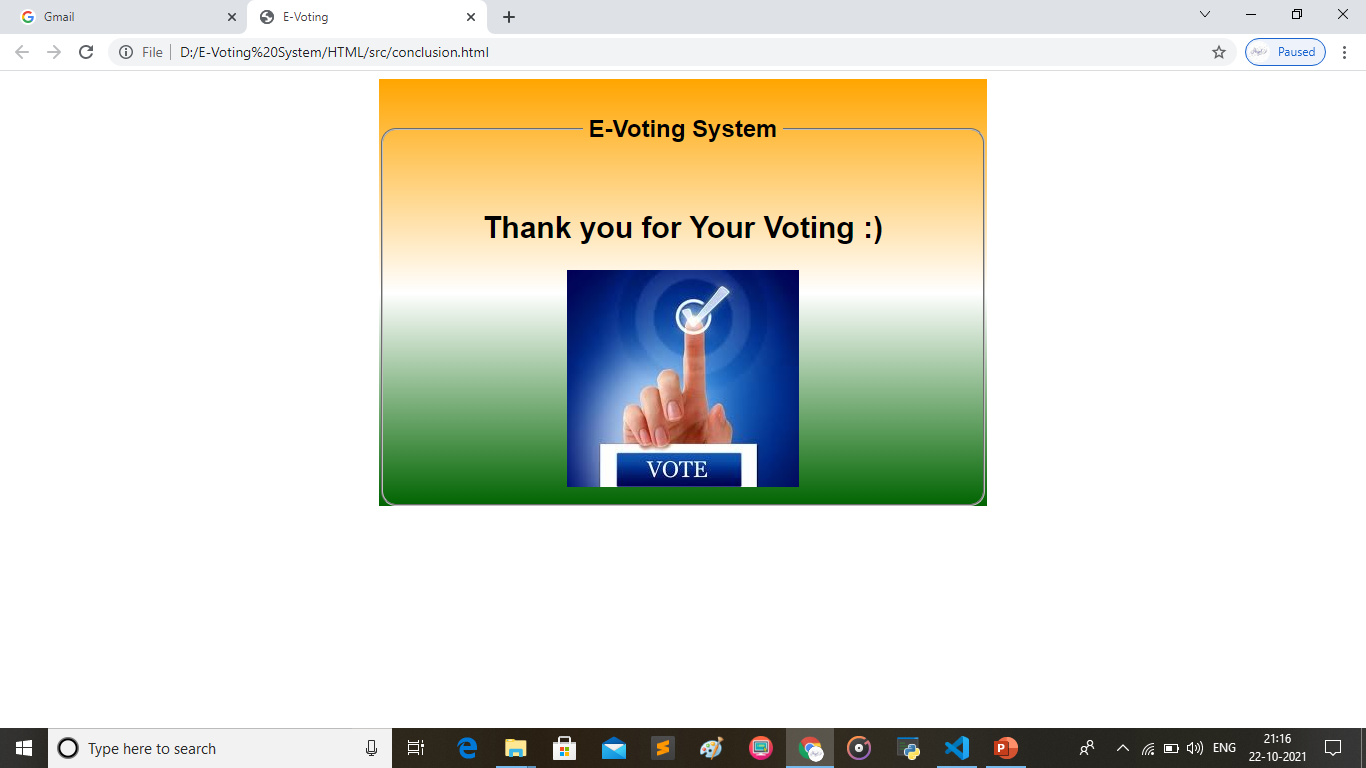 Gmail
E-Voting
File
D:/E-Voting%20System/HTML/src/conclusion.html
Paused
E-Voting System
Thank you for Your Voting :)
VOTE
Type here to search
ENG
21:16
22-10-2021